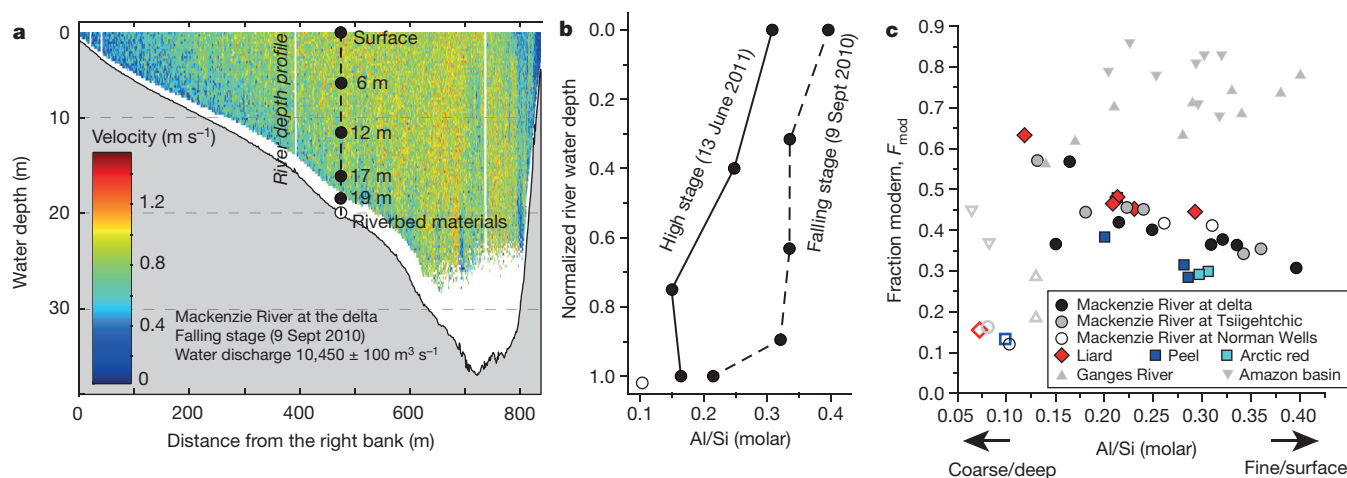 a
Surface
River depth profile
6 m
12 m
17 m
19 m
Riverbed materials
Velocity (m s–1)
1.2
0.8
0.4
0
Mackenzie River at the delta
Falling stage (9 Sept 2010)
Water discharge 10,450 ± 100 m3 s–1
0
10
20
30
Water depth (m)
0 200 400 600 800
Distance from the right bank (m)
b
High stage (13 June 2011)
Falling stage (9 Sept 2010)
0.0
0.2
0.4
0.6
0.8
1.0
Normalized river water depth
0.1 0.2 0.3 0.4
Al/Si (molar)
c
0.9
0.8
0.7
0.6
0.5
0.4
0.3
0.2
0.1
0.0
Fraction modern, Fmod
Mackenzie River at delta
Mackenzie River at Tsiigehtchic
Mackenzie River at Norman Wells
Liard Peel Arctic red
Ganges River Amazon basin
0.05 0.10 0.15 0.20 0.25 0.30 0.35 0.40
Al/Si (molar)
Coarse/deep
Fine/surface